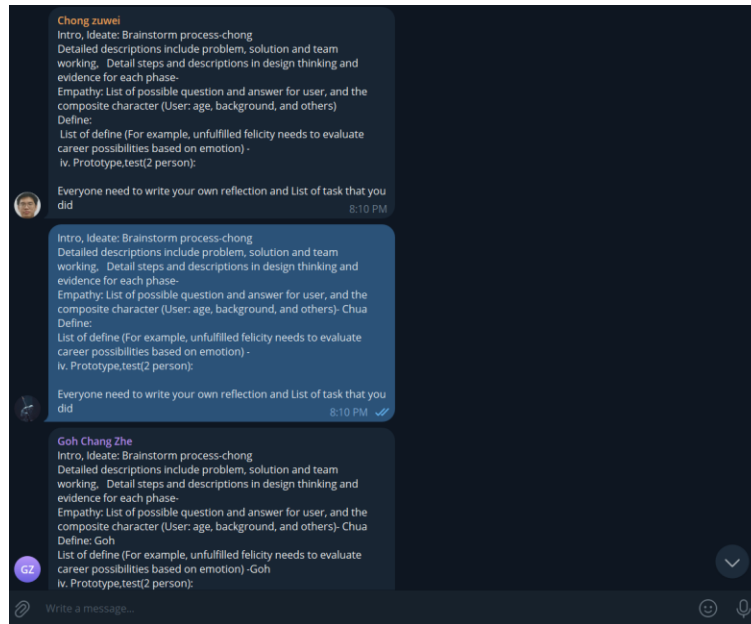 Chong zuwei
Intro, Ideate: Brainstorm process-chong
Detailed descriptions include problem, solution and team
working,   Detail steps and descriptions in design thinking and
evidence for each phase-
Empathy: List of possible question and answer for user, and the
composite character (User: age, background, and others)
Define:
List of define (For example, unfulfilled felicity needs to evaluate
career possibilities based on emotion) -
iv. Prototype,test(2 person):
Everyone need to write your own reflection and List of task that you
did
8:10 PM
Intro, Ideate: Brainstorm process-chong
Detailed descriptions include problem, solution and team
working,   Detail steps and descriptions in design thinking and
evidence for each phase-
Empathy: List of possible question and answer for user, and the
composite character (User: age, background, and others)- Chua
Define:
List of define (For example, unfulfilled felicity needs to evaluate
career possibilities based on emotion) -
iv. Prototype,test(2 person):
Everyone need to write your own reflection and List of task that you
did
8:10 PM
Goh Chang Zhe
Intro, Ideate: Brainstorm process-chong
Detailed descriptions include problem, solution and team
working,   Detail steps and descriptions in design thinking and
evidence for each phase-
Empathy: List of possible question and answer for user, and the
composite character (User: age, background, and others)- Chua
Define: Goh
List of define (For example, unfulfilled felicity needs to evaluate
career possibilities based on emotion) -Goh
iv. Prototype,test(2 person):
GZ
Write a message...